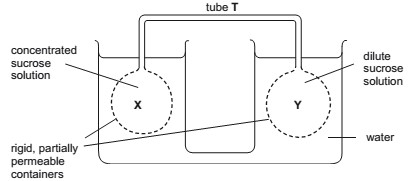 tube T
concentrated
sucrose
solution
dilute
sucrose
solution
X
Y
water
rigid, partially
permeable
containers